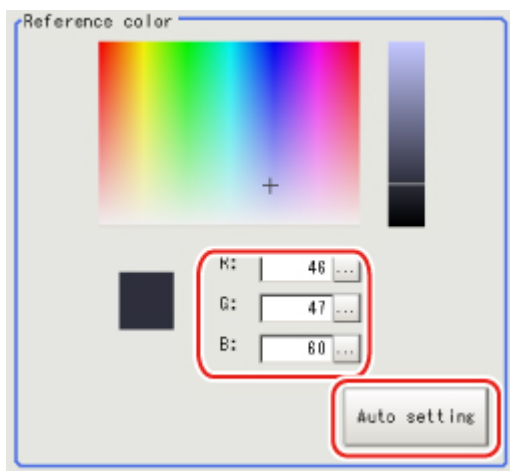 Reference color
R: 46 ...
G: 47 ...
B: 60 ...
Auto setting